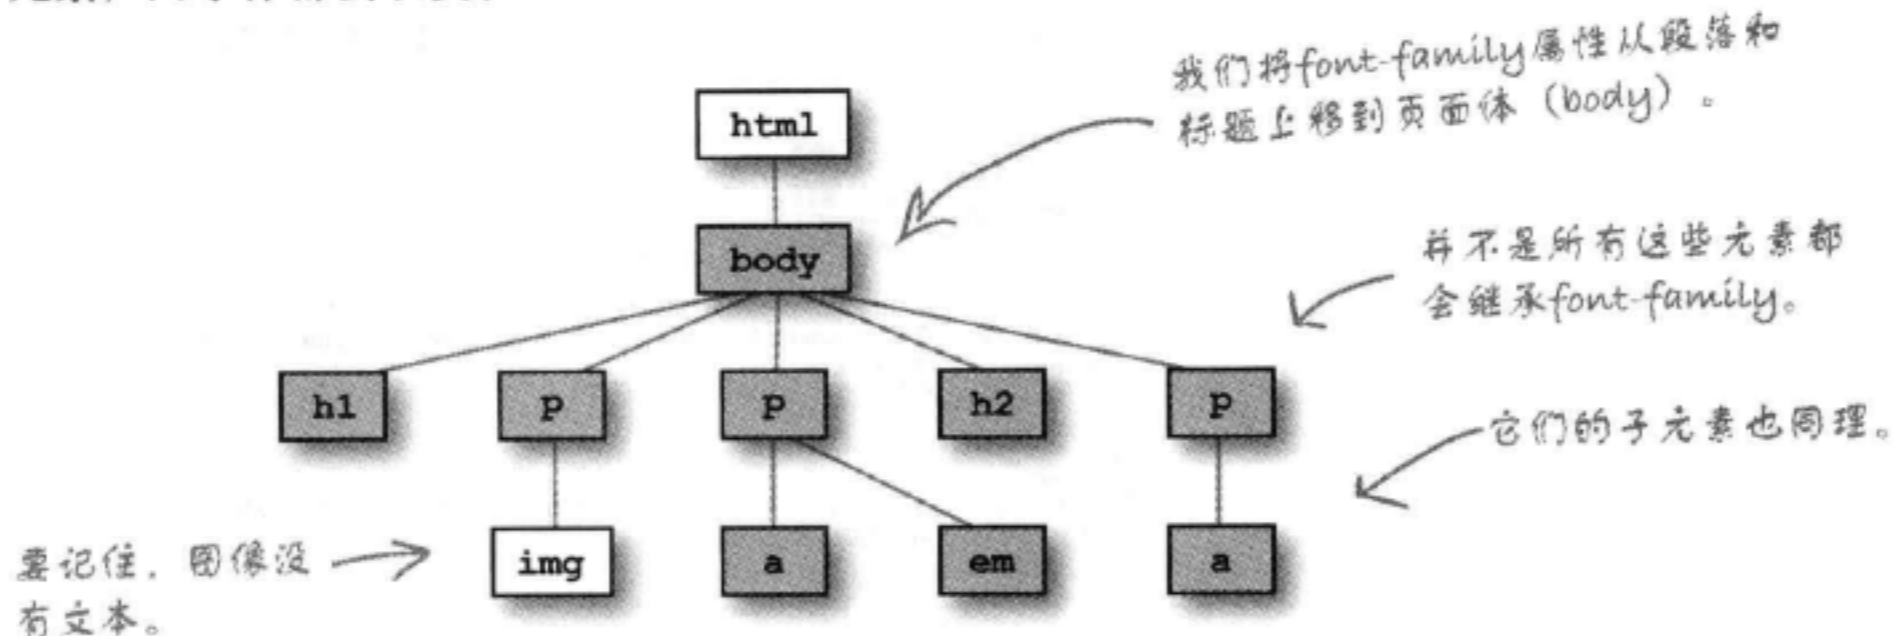 我们将font-family属性从段落和
标题上移到页面体（body）。
html
body
并不是所有这些元素都
会继承font-family。
h1 p p h2 p
它们的子元素也同理。
要记住，图像没
有文本。
img a em a